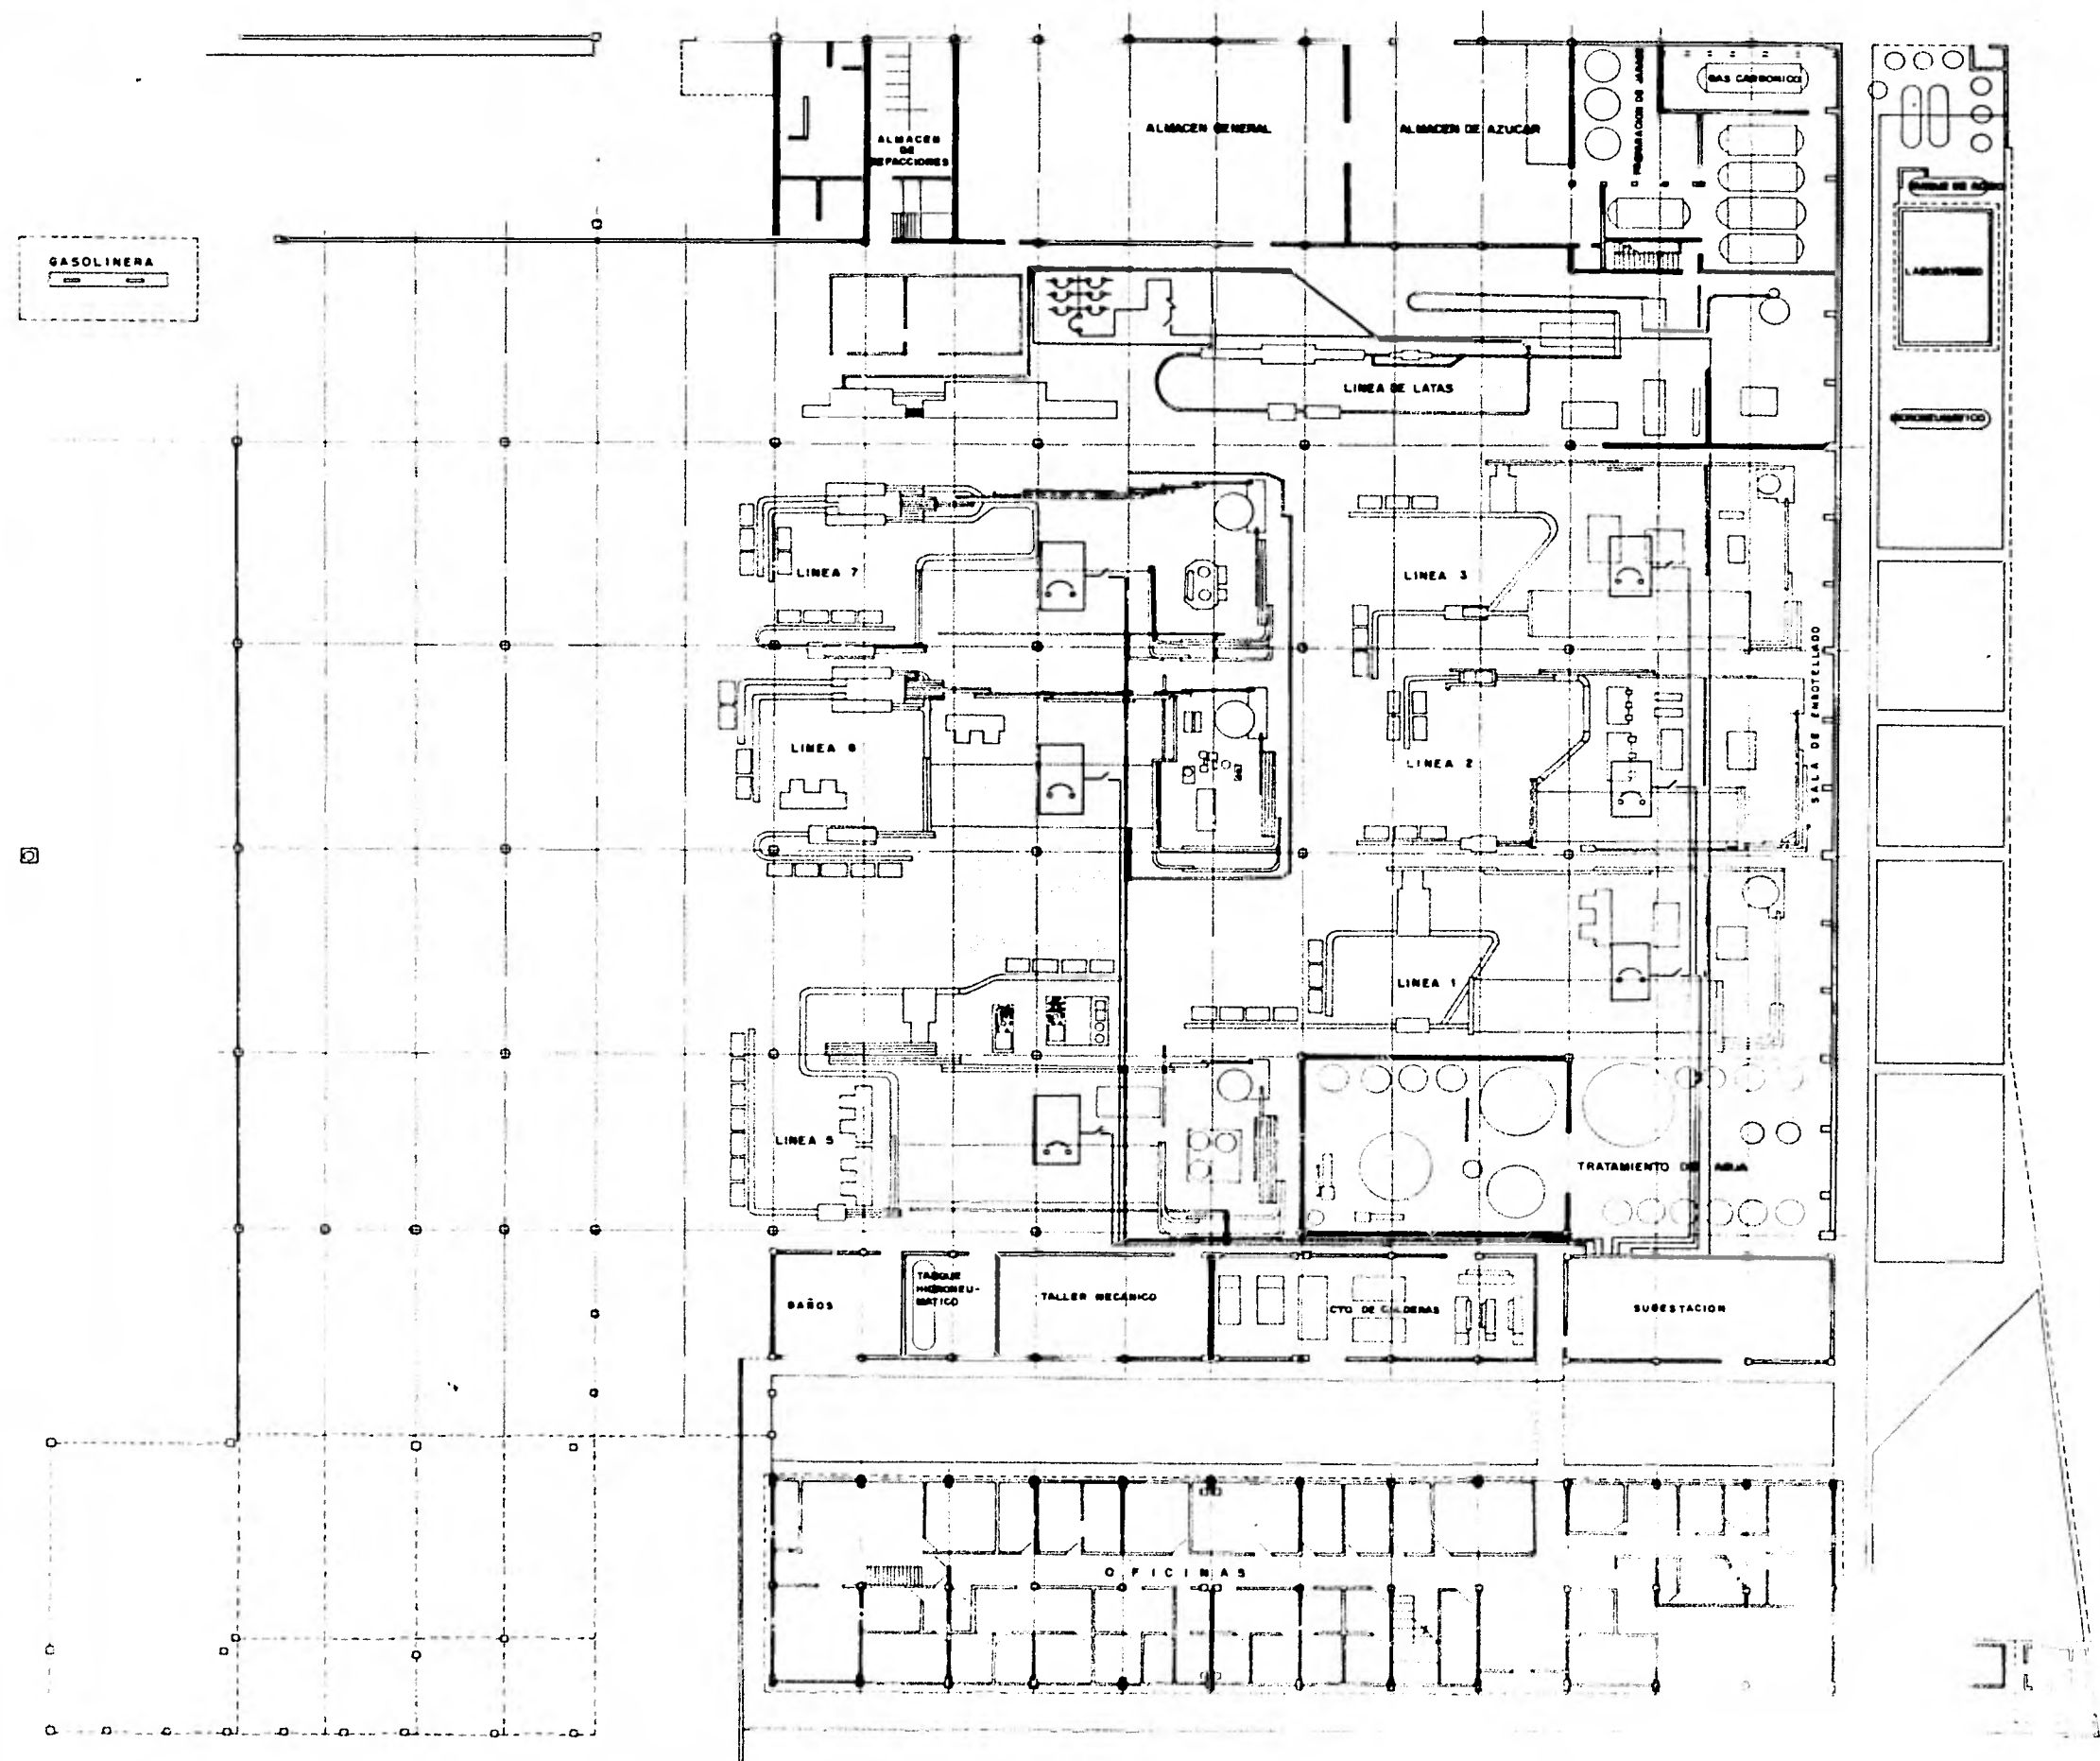 GAS CARBONICO
ALMACEN GENERAL
ALMACEN DE AZUCAR
ALMACEN
DE
REFACCIONES
GASOLINERA
LABORATORIO
LINEA DE LATAS
LINEA 7
LINEA 3
SALA DE EMBOTELLADO
LINEA 6
LINEA 2
LINEA 1
LINEA 5
TRATAMIENTO DE AGUA
BAÑOS
TANQUE
HIDRONEU-
MATICO
TALLER MECANICO
CTO DE CALDERAS
SUBESTACION
OFICINAS